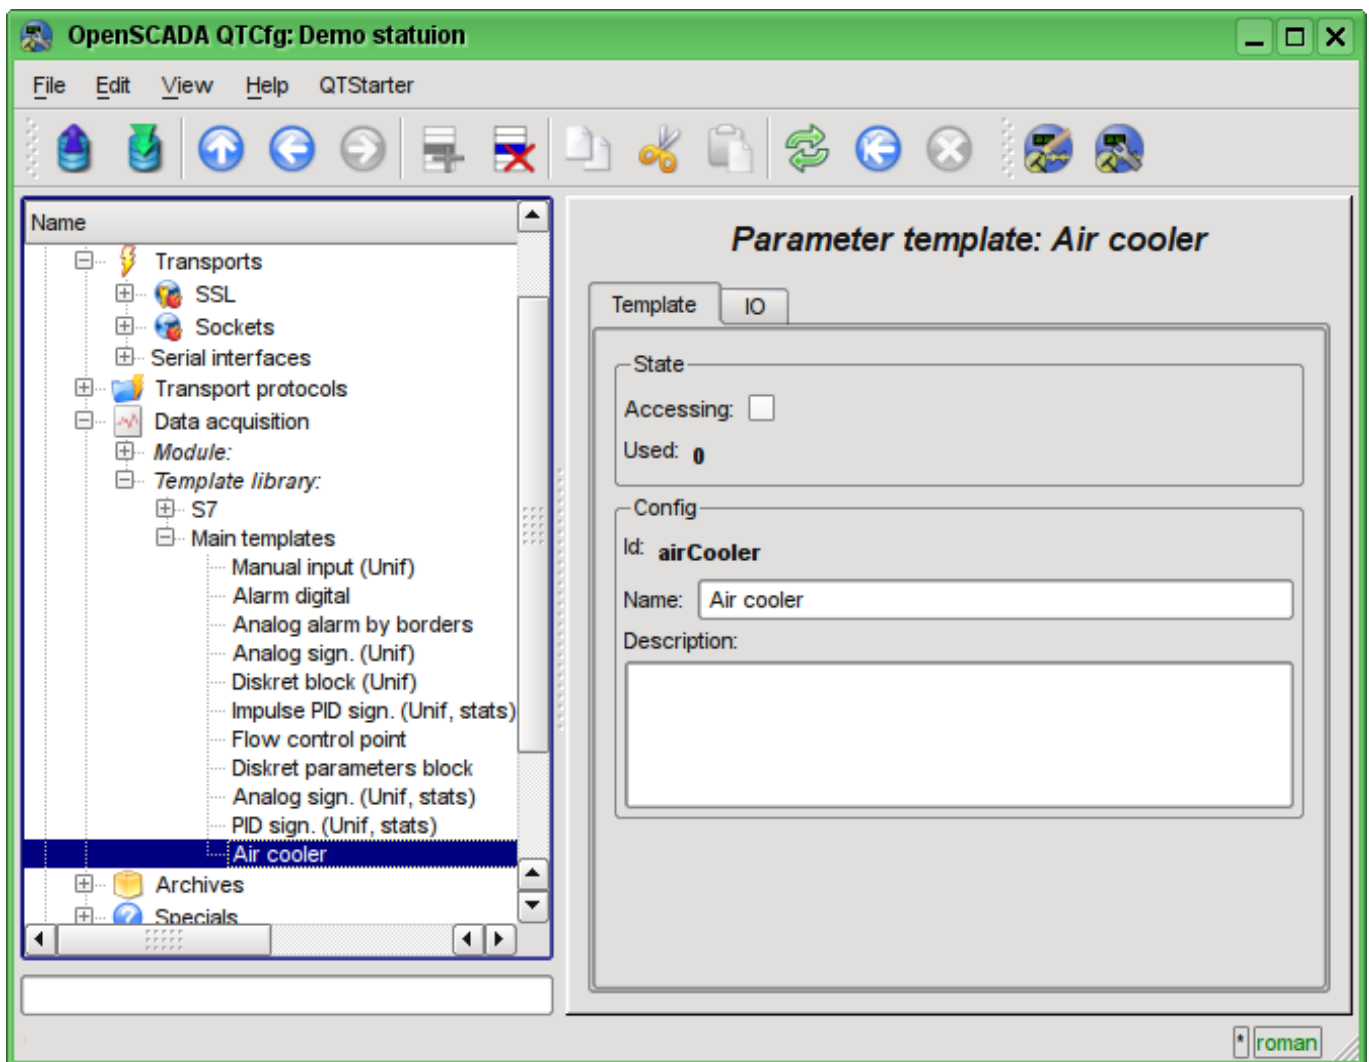 OpenSCADA QTCfg: Demo statuion
File Edit View Help QTStarter
Name
Transports
SSL
Sockets
Serial interfaces
Transport protocols
Data acquisition
Module:
Template library:
S7
Main templates
Manual input (Unif)
Alarm digital
Analog alarm by borders
Analog sign. (Unif)
Diskret block (Unif)
Impulse PID sign. (Unif, stats)
Flow control point
Diskret parameters block
Analog sign. (Unif, stats)
PID sign. (Unif, stats)
Air cooler
Archives
Specials
Parameter template: Air cooler
Template IO
State
Accessing:
Used: 0
Config
Id: airCooler
Name: Air cooler
Description:
* roman